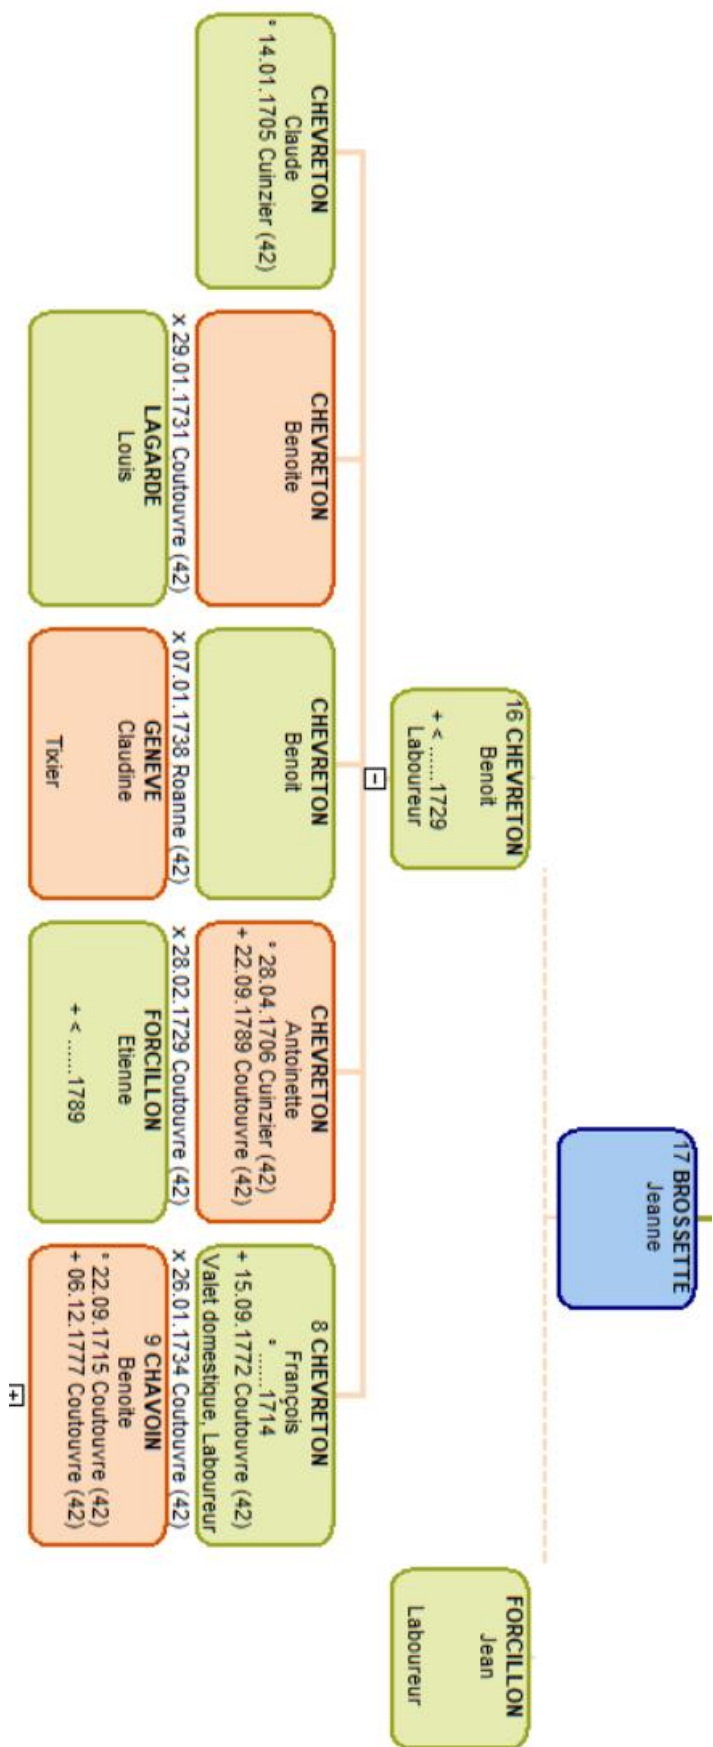 17 BROSSETTE
Jeanne
16 CHEVRETON
Benoit
+ < ......1729
Laboureur
FORCILLON
Jean
Laboureur
CHEVRETON
Claude
° 14.01.1705 Cuinzier (42)
CHEVRETON
Benoite
x 29.01.1731 Coutouvre (42)
LAGARDE
Louis
CHEVRETON
Benoit
x 07.01.1738 Roanne (42)
GENEVE
Claudine
Tixier
CHEVRETON
Antoinette
° 28.04.1706 Cuinzier (42)
+ 22.09.1789 Coutouvre (42)
x 28.02.1729 Coutouvre (42)
FORCILLON
Etienne
+ < ......1789
8 CHEVRETON
François
° ......1714
+ 15.09.1772 Coutouvre (42)
Valet domestique, Laboureur
x 26.01.1734 Coutouvre (42)
9 CHAVOIN
Benoite
° 22.09.1715 Coutouvre (42)
+ 06.12.1777 Coutouvre (42)